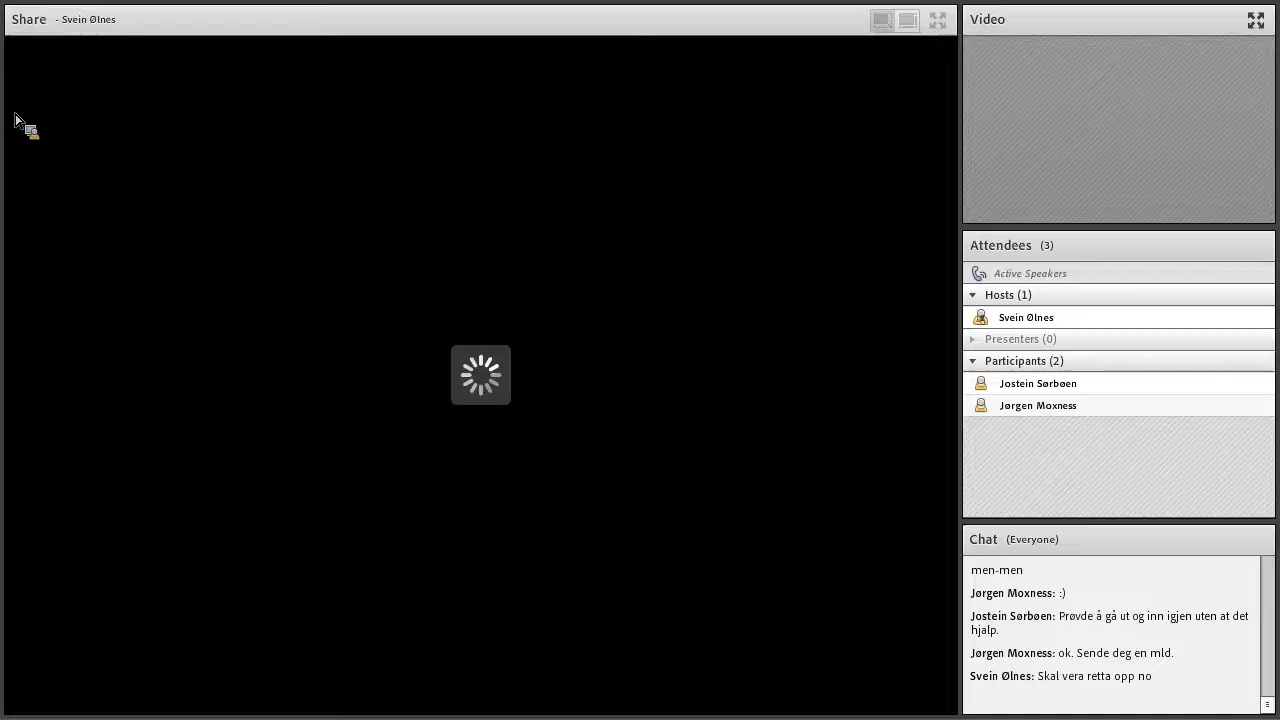 Share - Svein Ølnes
Video
Attendees (3)
Active Speakers
Hosts (1)
Svein Ølnes
Presenters (0)
Participants (2)
Jostein Sørbøen
Jørgen Moxness
Chat (Everyone)
men-men
Jørgen Moxness: :)
Jostein Sørbøen: Prøvde å gå ut og inn igjen uten at det
hjalp.
Jørgen Moxness: ok. Sende deg en mld.
Svein Ølnes: Skal vera retta opp no